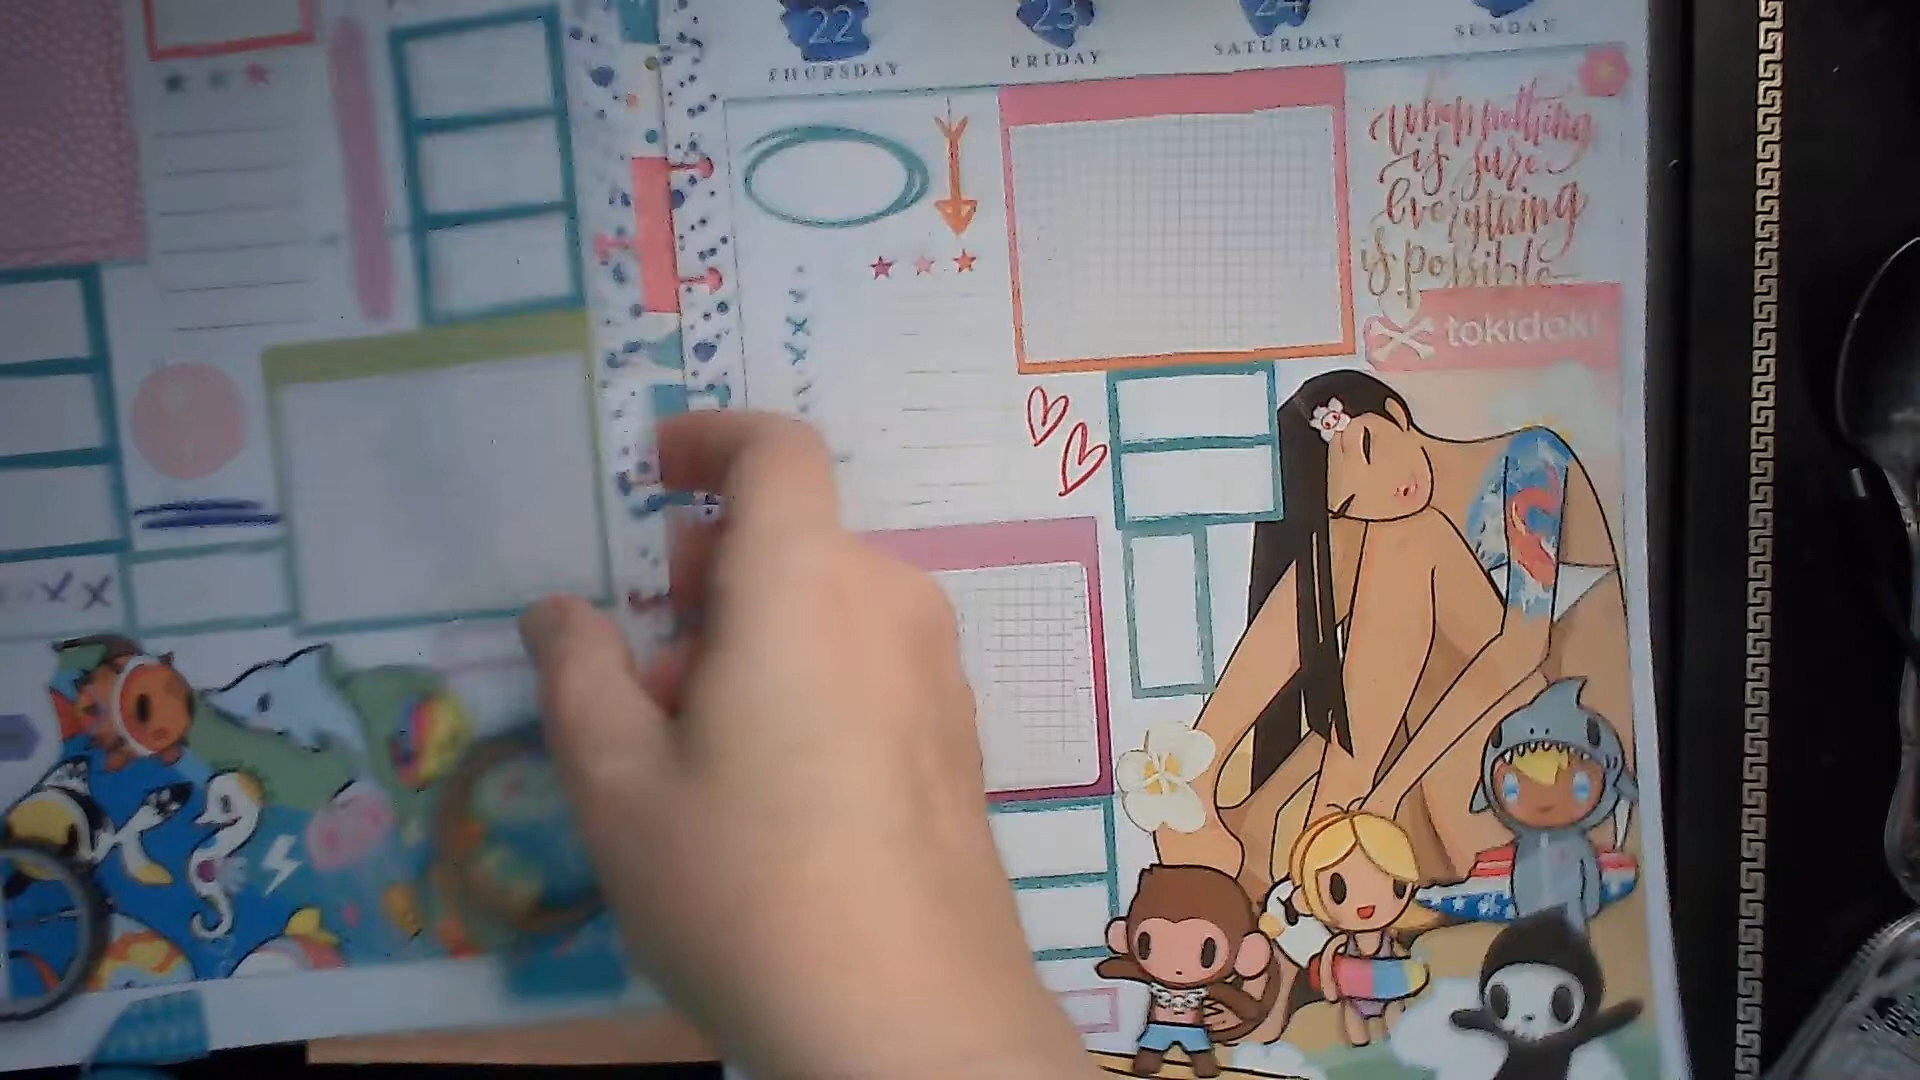 22
23
24
THURSDAY
FRIDAY
SATURDAY
SUNDAY
When nothing
is sure
Everything
is possible
tokidoki